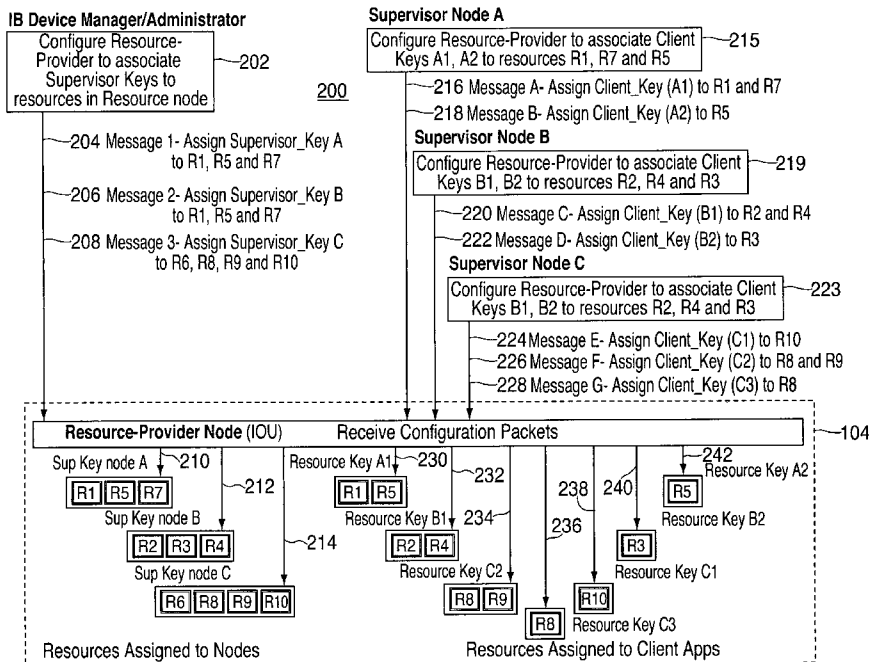 IB Device Manager/Administrator
Configure Resource-
Provider to associate
Supervisor Keys to
resources in Resource node
202
200
204 Message 1- Assign Supervisor_Key A
to R1, R5 and R7
206 Message 2- Assign Supervisor_Key B
to R1, R5 and R7
208 Message 3- Assign Supervisor_Key C
to R6, R8, R9 and R10
Supervisor Node A
Configure Resource-Provider to associate Client
Keys A1, A2 to resources R1, R7 and R5
215
216 Message A- Assign Client_Key (A1) to R1 and R7
218 Message B- Assign Client_Key (A2) to R5
Supervisor Node B
Configure Resource-Provider to associate Client
Keys B1, B2 to resources R2, R4 and R3
219
220 Message C- Assign Client_Key (B1) to R2 and R4
222 Message D- Assign Client_Key (B2) to R3
Supervisor Node C
Configure Resource-Provider to associate Client
Keys B1, B2 to resources R2, R4 and R3
223
224 Message E- Assign Client_Key (C1) to R10
226 Message F- Assign Client_Key (C2) to R8 and R9
228 Message G- Assign Client_Key (C3) to R8
Resource-Provider Node (IOU) Receive Configuration Packets
104
Sup Key node A
210
R1 R5 R7
212
Sup Key node B
R2 R3 R4
214
Sup Key node C
R6 R8 R9 R10
Resources Assigned to Nodes
Resource Key A1
230
R1 R5
232
Resource Key B1
R2 R4
234
Resource Key C2
R8 R9
236
R8
Resource Key C3
238
R10
Resource Key C1
240
R3
Resource Key B2
242
Resource Key A2
R5
Resources Assigned to Client Apps